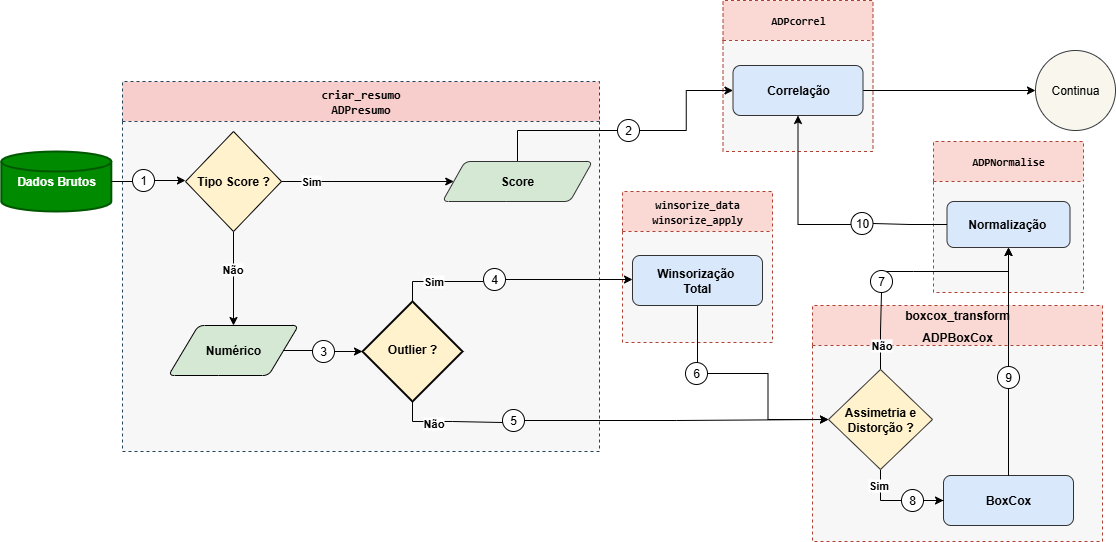 ADPcorrel
Correlação
Continua
criar_resumo
ADPresumo
Dados Brutos
1
Tipo Score ?
Sim
Score
2
ADPNormalise
Normalização
10
winsorize_data
winsorize_apply
Winsorização
Total
Não
Numérico
3
Outlier ?
Sim
4
Não
5
6
7
boxcox_transform
ADPBoxCox
Não
9
Assimetria e
Distorção ?
Sim
8
BoxCox